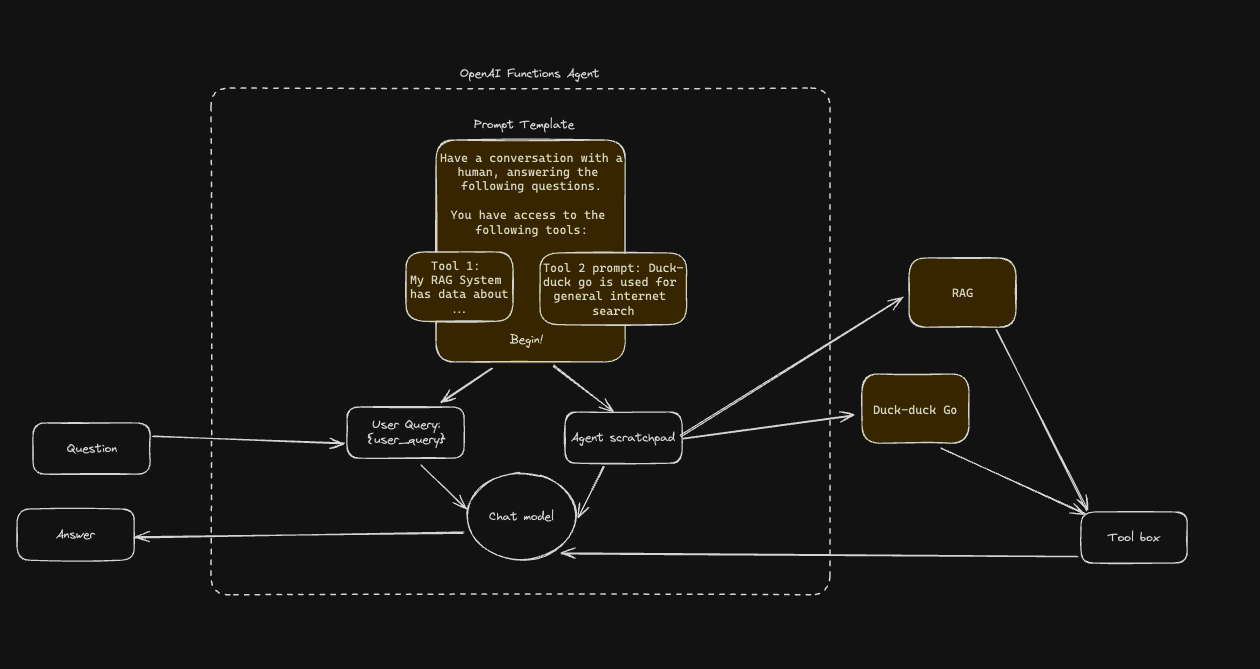 OpenAI Functions Agent
Prompt Template
Have a conversation with a
human, answering the
following questions.
You have access to the
following tools:
Tool 1:
My RAG System
has data about
...
Tool 2 prompt: Duck-
duck go is used for
general internet
search
Begin!
RAG
Duck-duck Go
User Query:
{user_query}
Agent scratchpad
Question
Chat model
Answer
Tool box